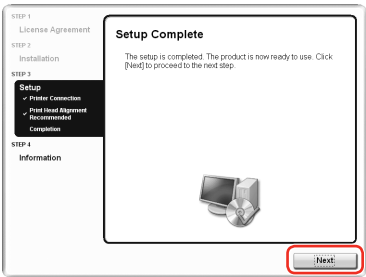 STEP 1
License Agreement
STEP 2
Installation
STEP 3
Setup
Printer Connection
Print Head Alignment
Recommended
Completion
STEP 4
Information
Setup Complete
The setup is completed. The product is now ready to use. Click
[Next] to proceed to the next step.
Next